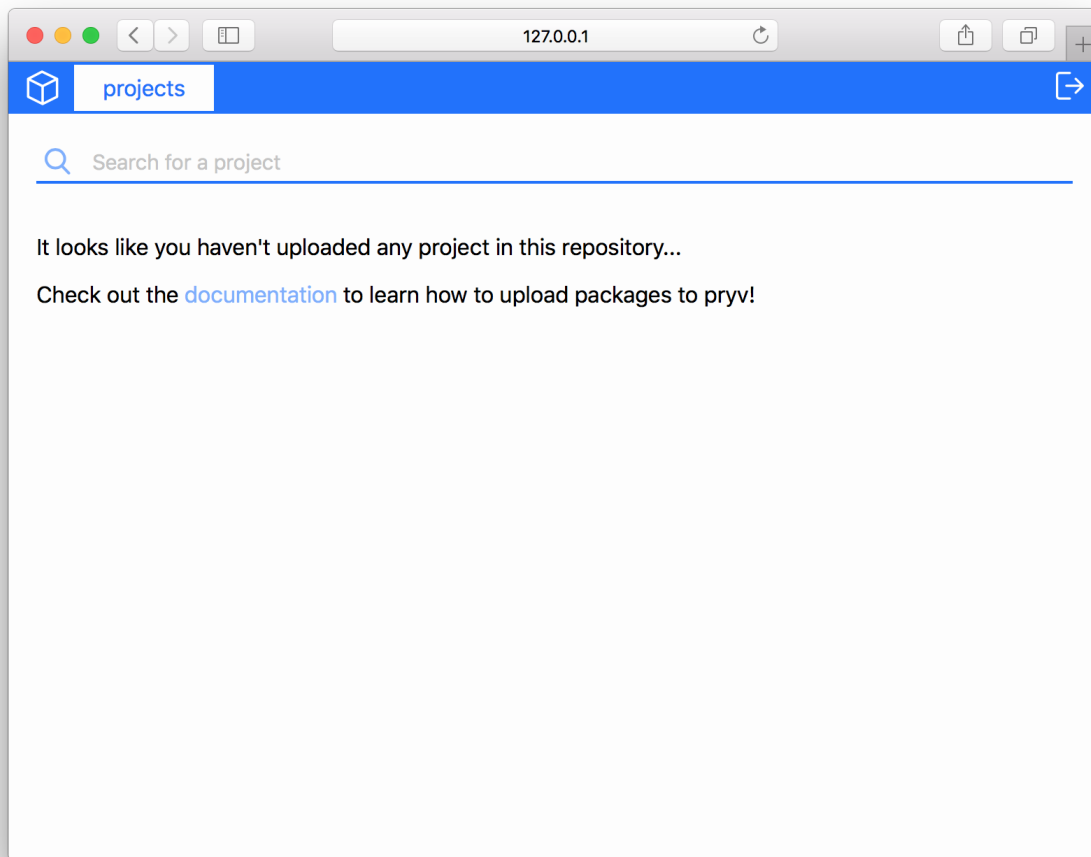 127.0.0.1
projects
Search for a project
It looks like you haven't uploaded any project in this repository...
Check out the documentation to learn how to upload packages to pryv!